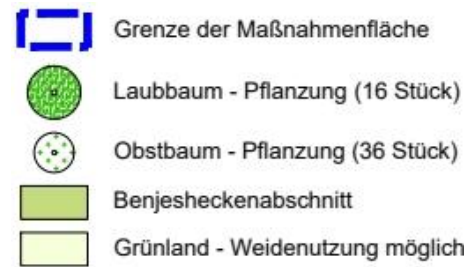 Grenze der Maßnahmenfläche
Laubbaum - Pflanzung (16 Stück)
Obstbaum - Pflanzung (36 Stück)
Benjesheckenabschnitt
Grünland - Weidenutzung möglich